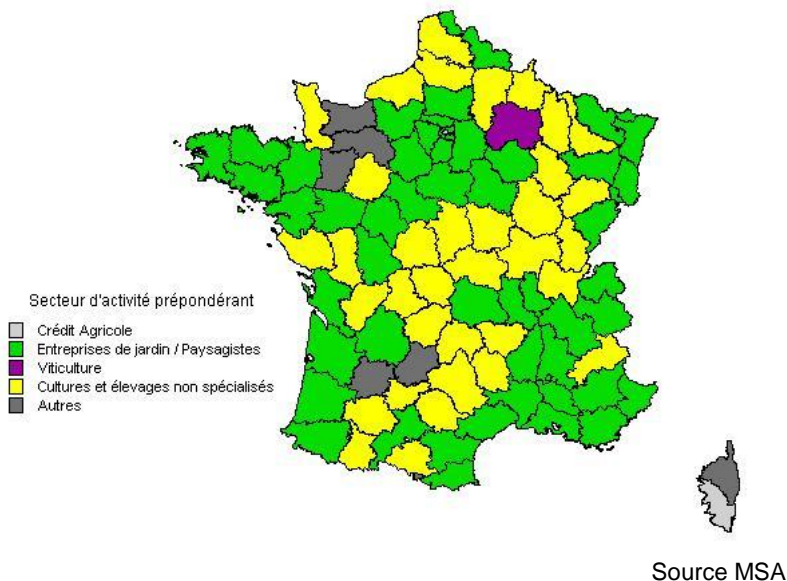 Secteur d'activité prépondérant
Crédit Agricole
Entreprises de jardin / Paysagistes
Viticulture
Cultures et élevages non spécialisés
Autres
Source MSA